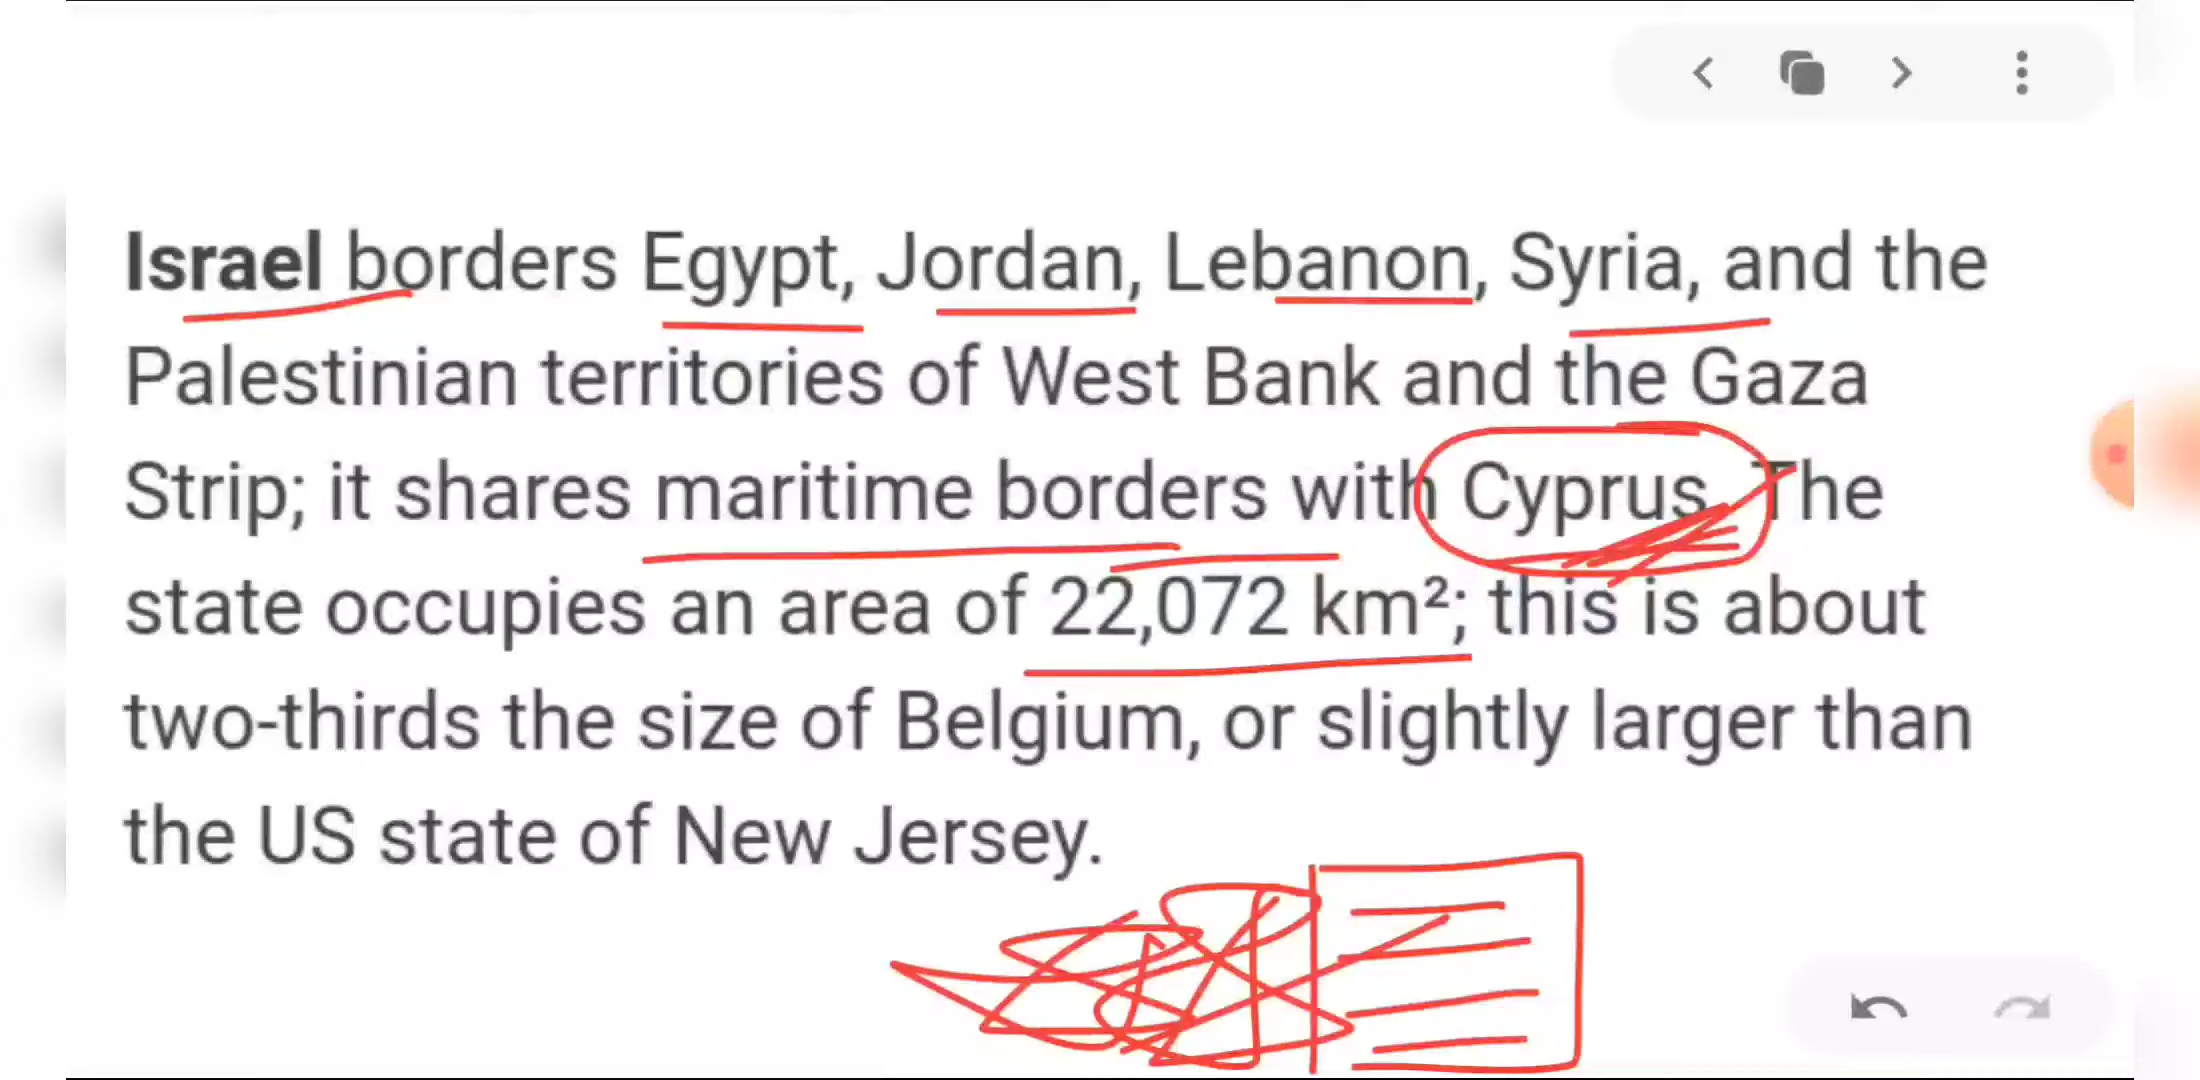 Israel borders Egypt, Jordan, Lebanon, Syria, and the
Palestinian territories of West Bank and the Gaza
Strip; it shares maritime borders with Cyprus. The
state occupies an area of 22,072 km²; this is about
two-thirds the size of Belgium, or slightly larger than
the US state of New Jersey.